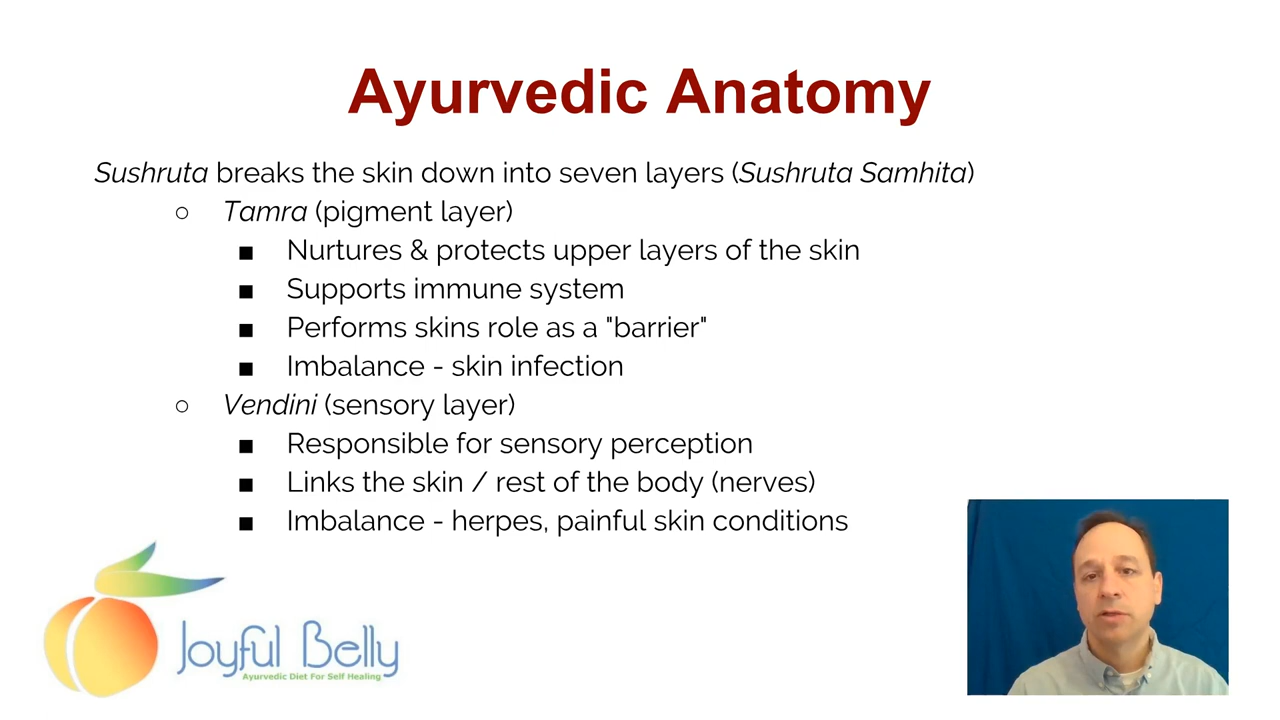 Ayurvedic Anatomy
Sushruta breaks the skin down into seven layers (Sushruta Samhita)
○ Tamra (pigment layer)
■ Nurtures & protects upper layers of the skin
■ Supports immune system
■ Performs skins role as a "barrier"
■ Imbalance - skin infection
○ Vendini (sensory layer)
■ Responsible for sensory perception
■ Links the skin / rest of the body (nerves)
■ Imbalance - herpes, painful skin conditions
Joyful Belly
Ayurvedic Diet For Self Healing